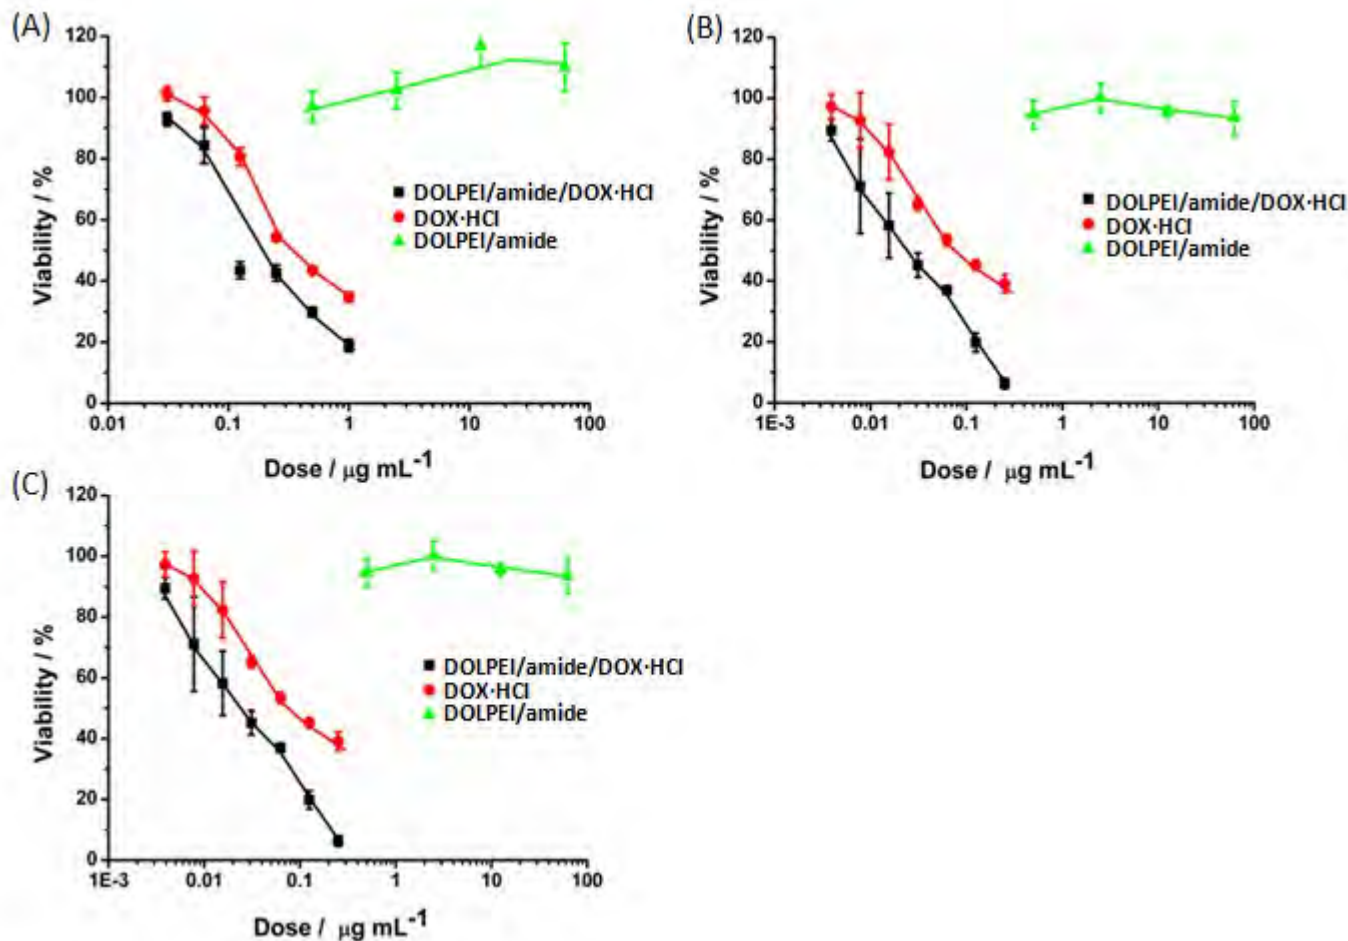 (A)
120
100
80
60
40
20
0
Viability / %
DOLPEI/amide/DOX·HCl
DOX·HCl
DOLPEI/amide
0.01 0.1 1 10 100
Dose / μg mL⁻¹
(B)
120
100
80
60
40
20
0
Viability / %
DOLPEI/amide/DOX·HCl
DOX·HCl
DOLPEI/amide
1E-3 0.01 0.1 1 10 100
Dose / μg mL⁻¹
(C)
120
100
80
60
40
20
0
Viability / %
DOLPEI/amide/DOX·HCl
DOX·HCl
DOLPEI/amide
1E-3 0.01 0.1 1 10 100
Dose / μg mL⁻¹